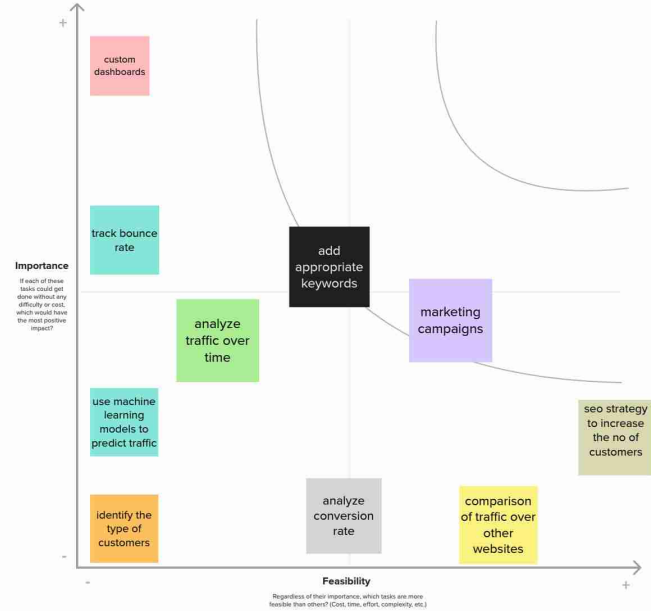 +
custom
dashboards
track bounce
rate
add
appropriate
keywords
Importance
If each of these
tasks could get
done without any
difficulty or cost,
which would have
the most positive
impact?
marketing
campaigns
analyze
traffic over
time
use machine
learning
models to
predict traffic
seo strategy
to increase
the no of
customers
identify the
type of
customers
analyze
conversion
rate
comparison
of traffic over
other
websites
-
-
Feasibility
+
Regardless of their importance, which tasks are more
feasible than others? (Cost, time, effort, complexity, etc.)